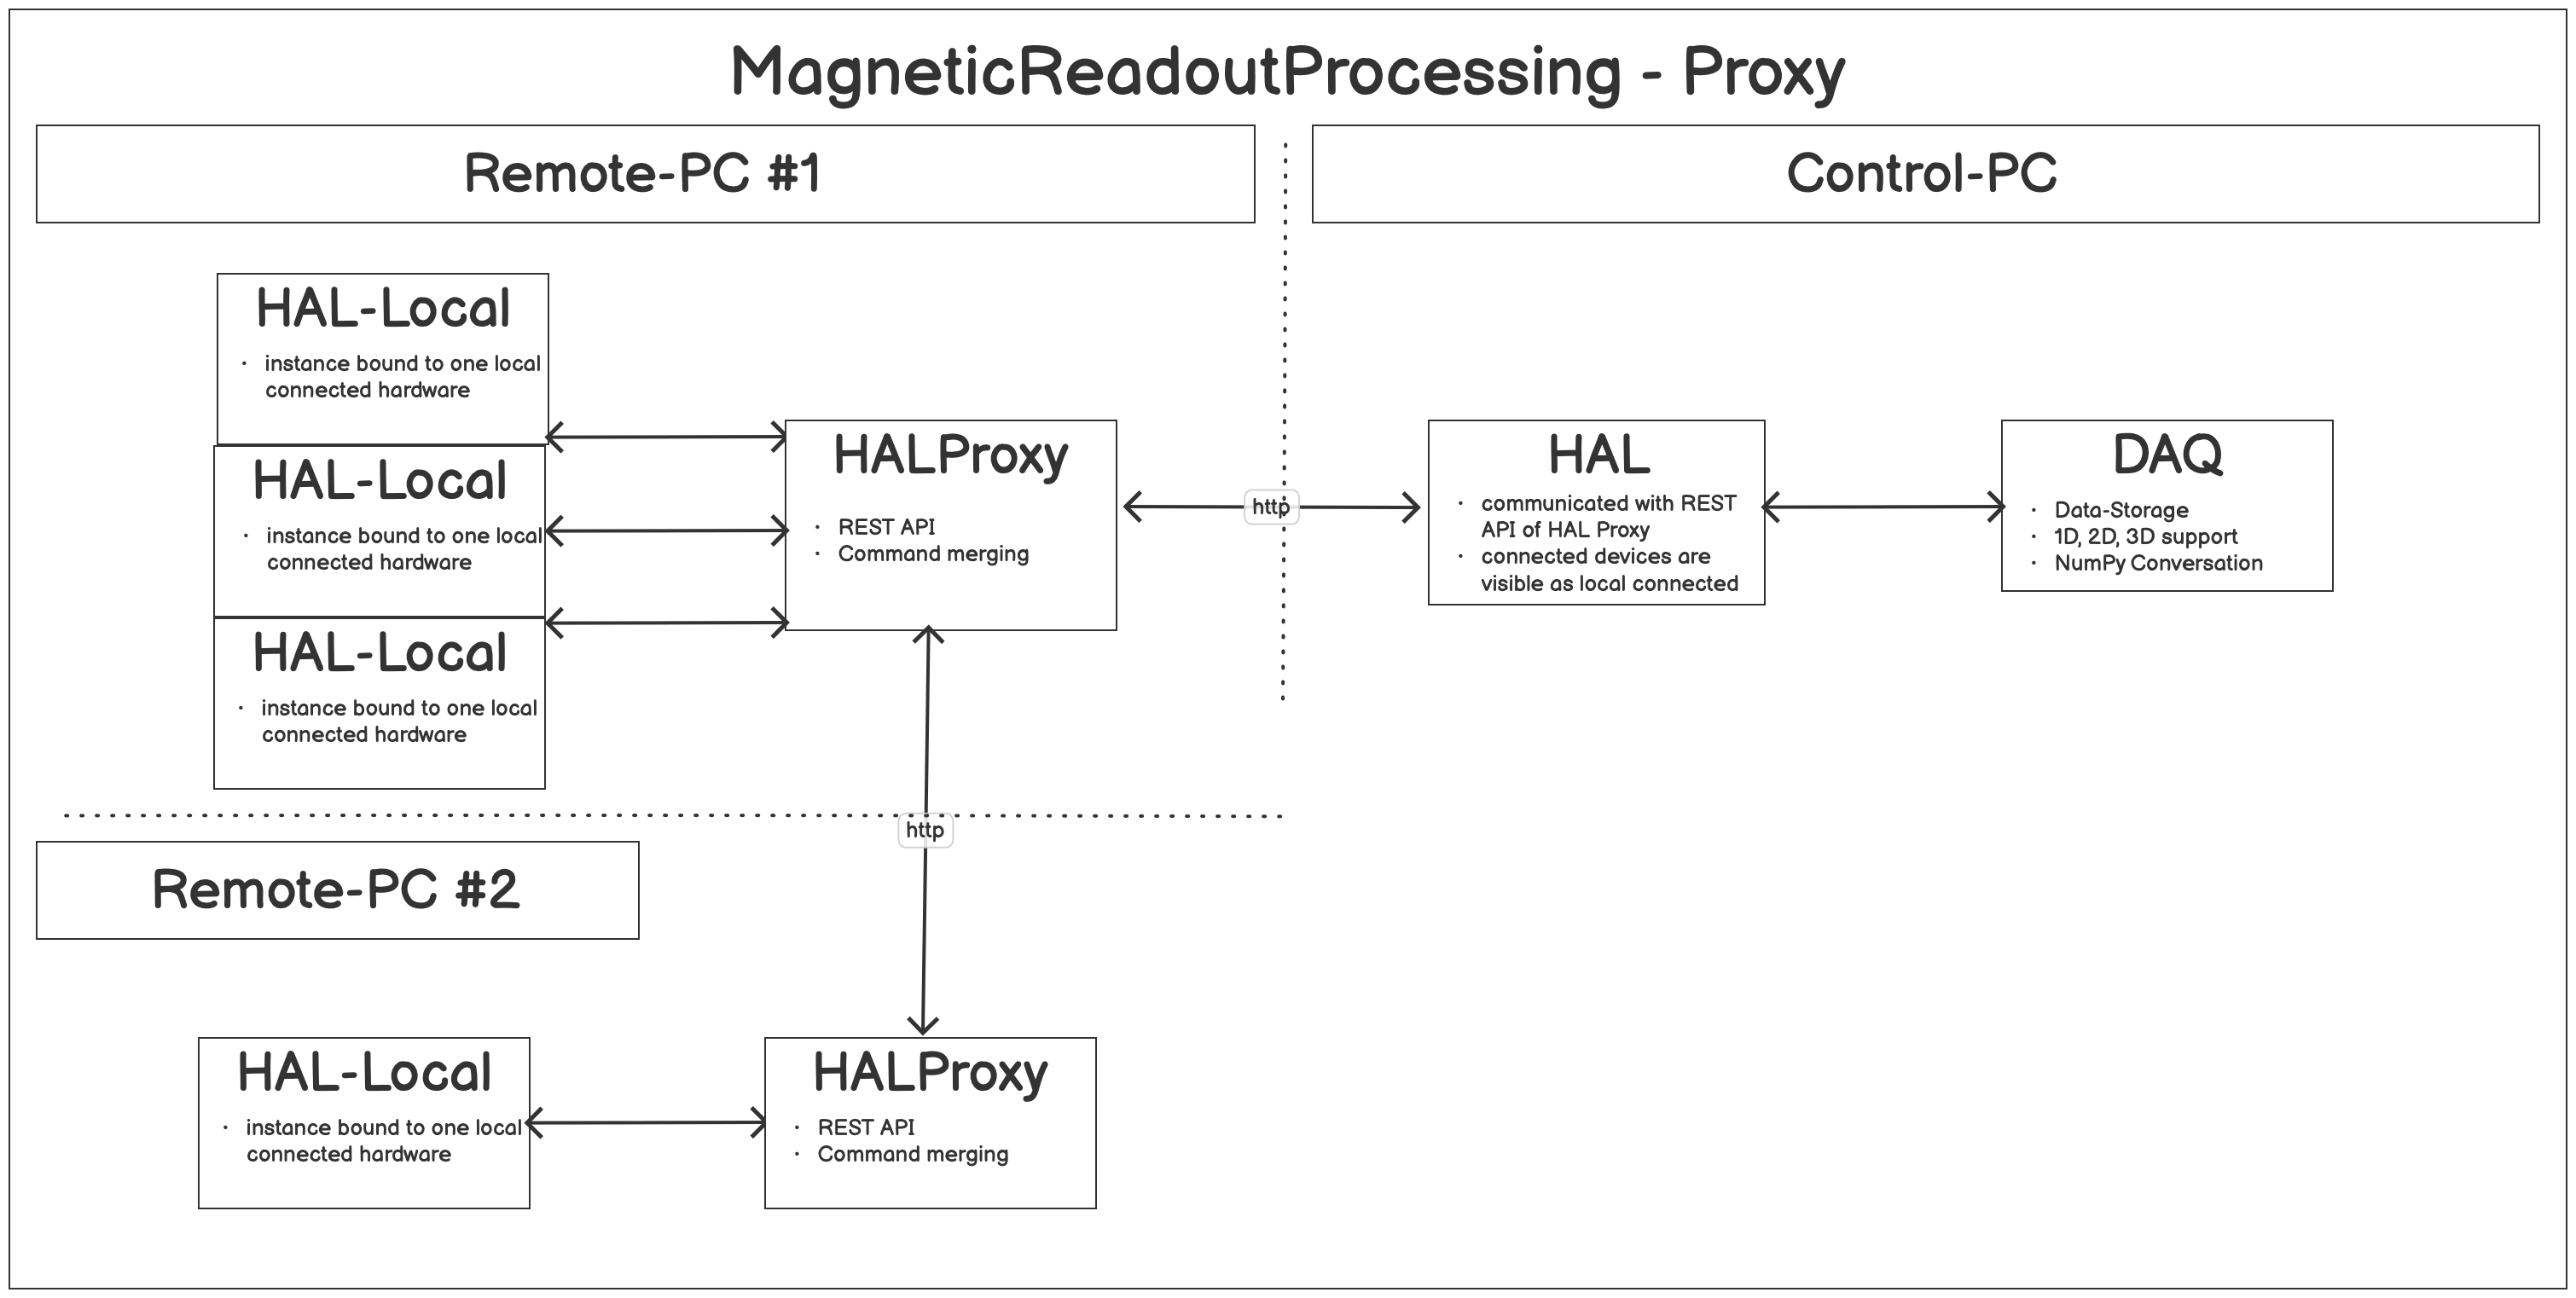 MagneticReadoutProcessing - Proxy
Remote-PC #1
Control-PC
HAL-Local
· instance bound to one local
connected hardware
HAL-Local
· instance bound to one local
connected hardware
HAL-Local
· instance bound to one local
connected hardware
HALProxy
· REST API
· Command merging
http
HAL
· communicated with REST
API of HAL Proxy
· connected devices are
visible as local connected
DAQ
· Data-Storage
· 1D, 2D, 3D support
· NumPy Conversation
http
Remote-PC #2
HAL-Local
· instance bound to one local
connected hardware
HALProxy
· REST API
· Command merging